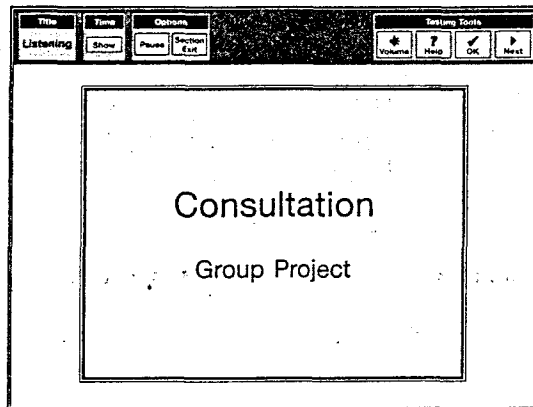 Title Time Options Testing Tools
Listening Show Pause Section Exit Volume Help OK Next
Consultation
Group Project